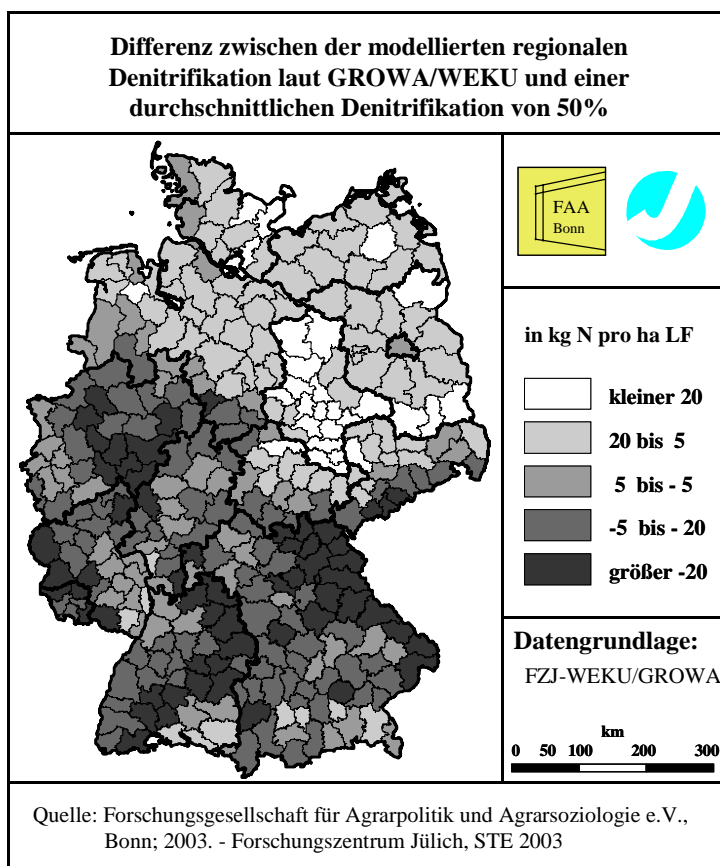 Differenz zwischen der modellierten regionalen
Denitrifikation laut GROWA/WEKU und einer
durchschnittlichen Denitrifikation von 50%
FAA
Bonn
in kg N pro ha LF
kleiner 20
20 bis 5
5 bis - 5
-5 bis - 20
größer -20
Datengrundlage:
FZJ-WEKU/GROWA
km
0 50 100 200 300
Quelle: Forschungsgesellschaft für Agrarpolitik und Agrarsoziologie e.V.,
Bonn; 2003. - Forschungszentrum Jülich, STE 2003